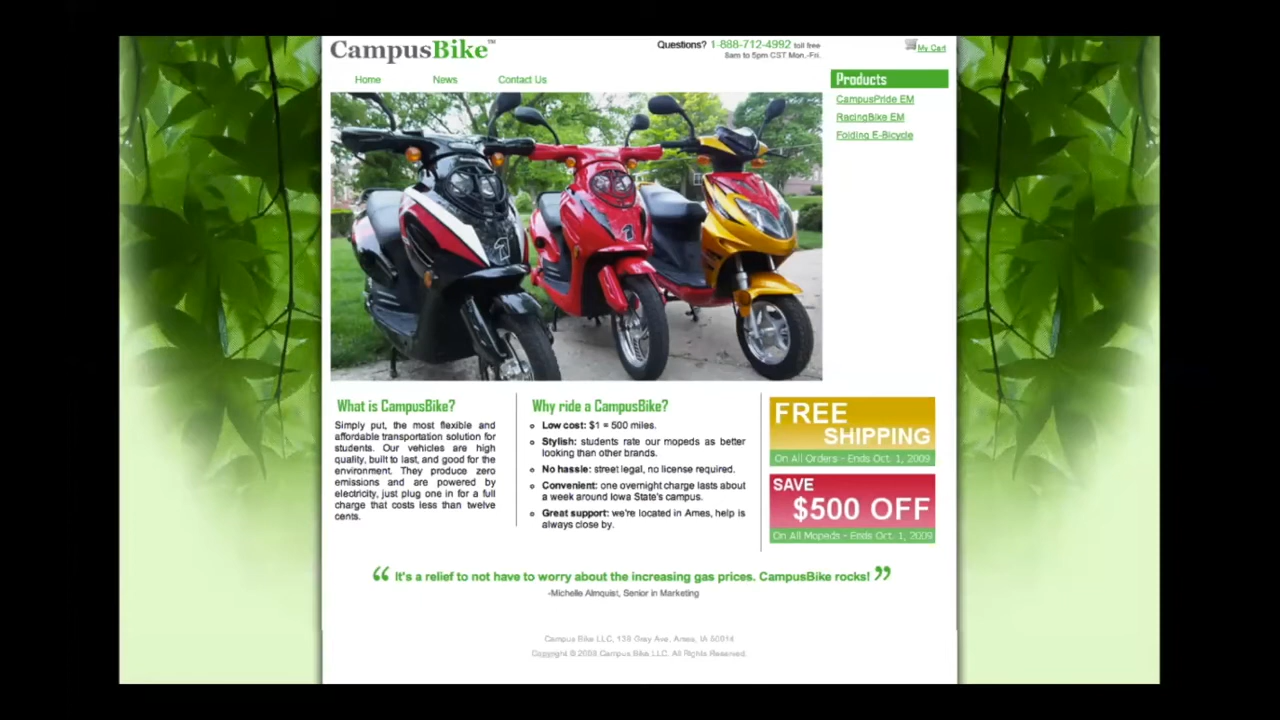 CampusBike™
Questions? 1-888-712-4992 toll free
8am to 5pm CST Mon.-Fri.
My Cart
Home News Contact Us
Products
CampusPride EM
RacingBike EM
Folding E-Bicycle
What is CampusBike?
Simply put, the most flexible and
affordable transportation solution for
students. Our vehicles are high
quality, built to last, and good for the
environment. They produce zero
emissions and are powered by
electricity, just plug one in for a full
charge that costs less than twelve
cents.
Why ride a CampusBike?
Low cost: $1 = 500 miles.
Stylish: students rate our mopeds as better
looking than other brands.
No hassle: street legal, no license required.
Convenient: one overnight charge lasts about
a week around Iowa State's campus.
Great support: we're located in Ames, help is
always close by.
FREE
SHIPPING
On All Orders - Ends Oct. 1, 2009
SAVE
$500 OFF
On All Mopeds - Ends Oct. 1, 2009
“ It's a relief to not have to worry about the increasing gas prices. CampusBike rocks! ”
-Michelle Almquist, Senior in Marketing
Campus Bike LLC, Gray Ave, Ames, IA
Copyright © Campus Bike LLC. All Rights Reserved.